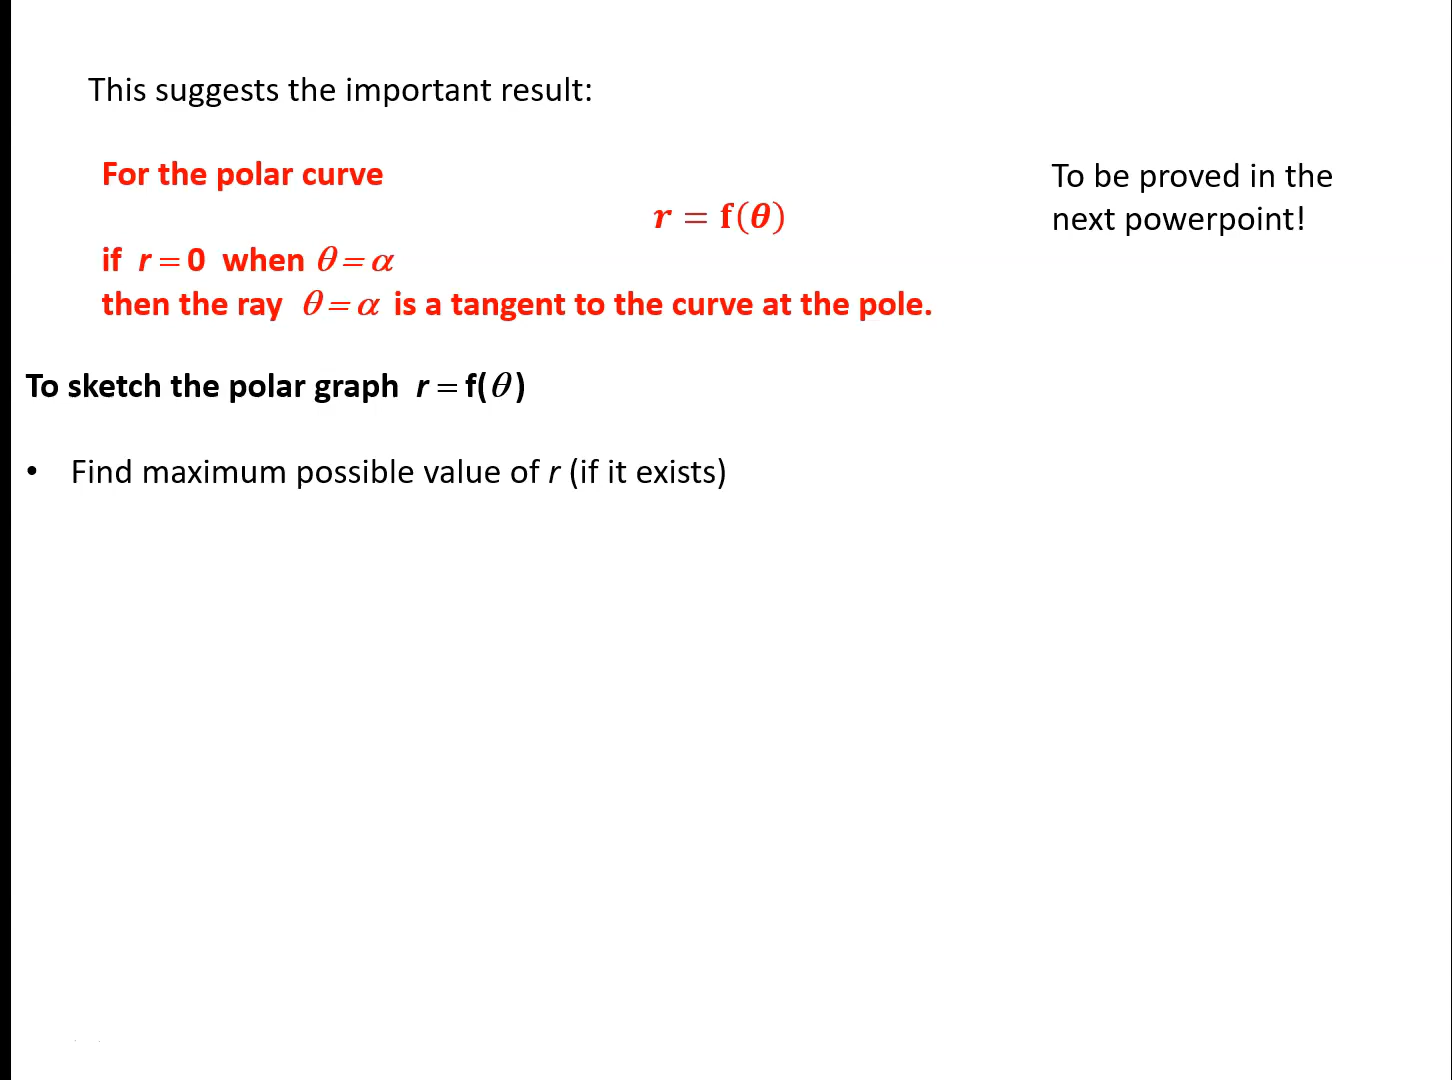 This suggests the important result:
For the polar curve
To be proved in the
next powerpoint!
r = f(θ)
if r = 0 when θ = α
then the ray θ = α is a tangent to the curve at the pole.
To sketch the polar graph r = f(θ)
• Find maximum possible value of r (if it exists)